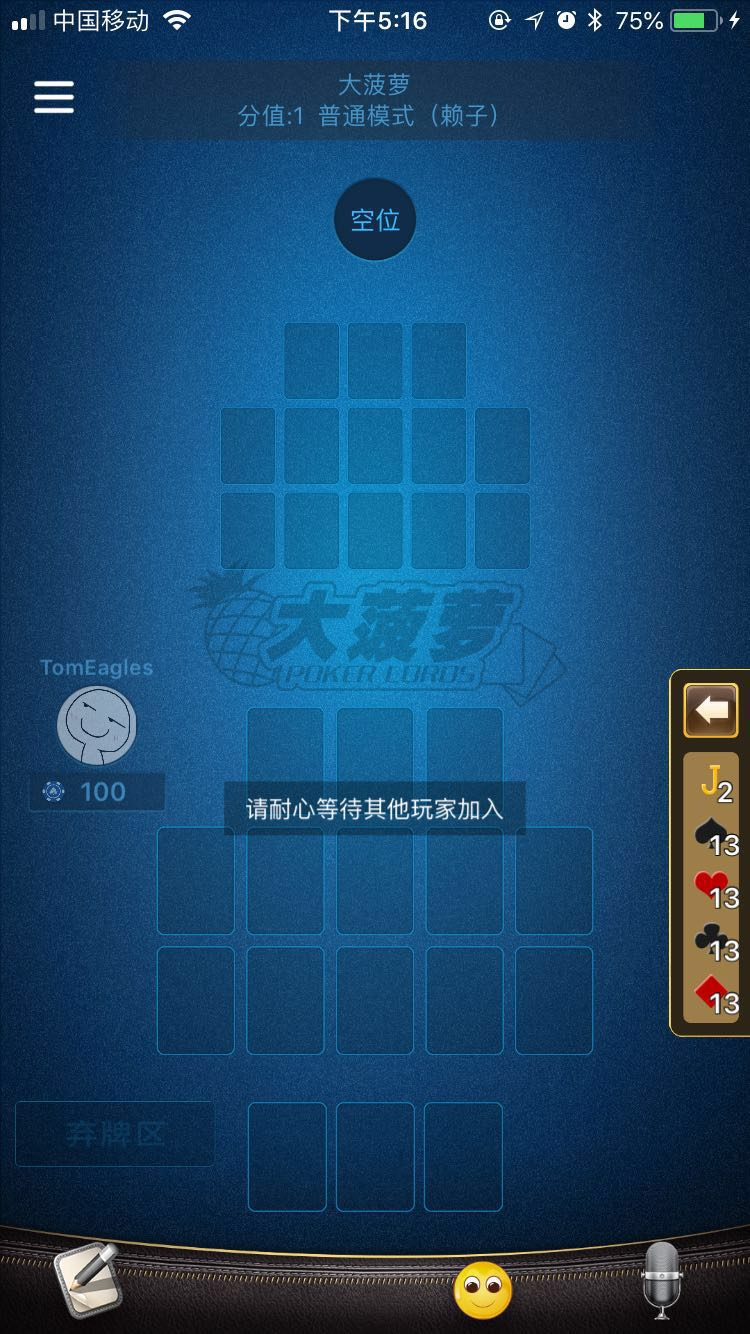 中国移动 下午5:16 75%
大菠萝
分值:1 普通模式（赖子）
空位
大菠萝
POKER LORDS
TomEagles
100
请耐心等待其他玩家加入
J 2
13
13
13
13
弃牌区